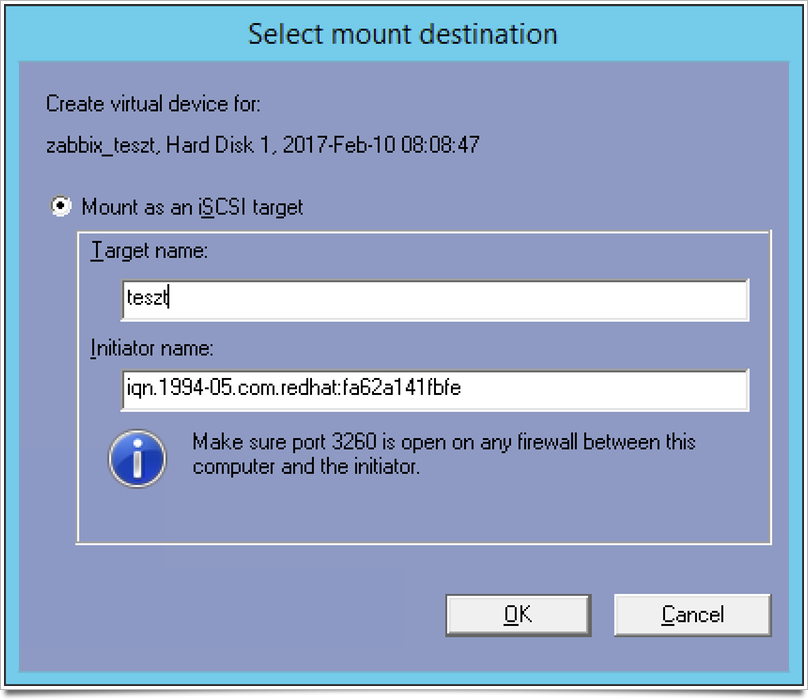 Select mount destination
Create virtual device for:
zabbix_teszt, Hard Disk 1, 2017-Feb-10 08:08:47
Mount as an iSCSI target
Target name:
teszt
Initiator name:
iqn.1994-05.com.redhat:fa62a141fbfe
Make sure port 3260 is open on any firewall between this
computer and the initiator.
OK
Cancel